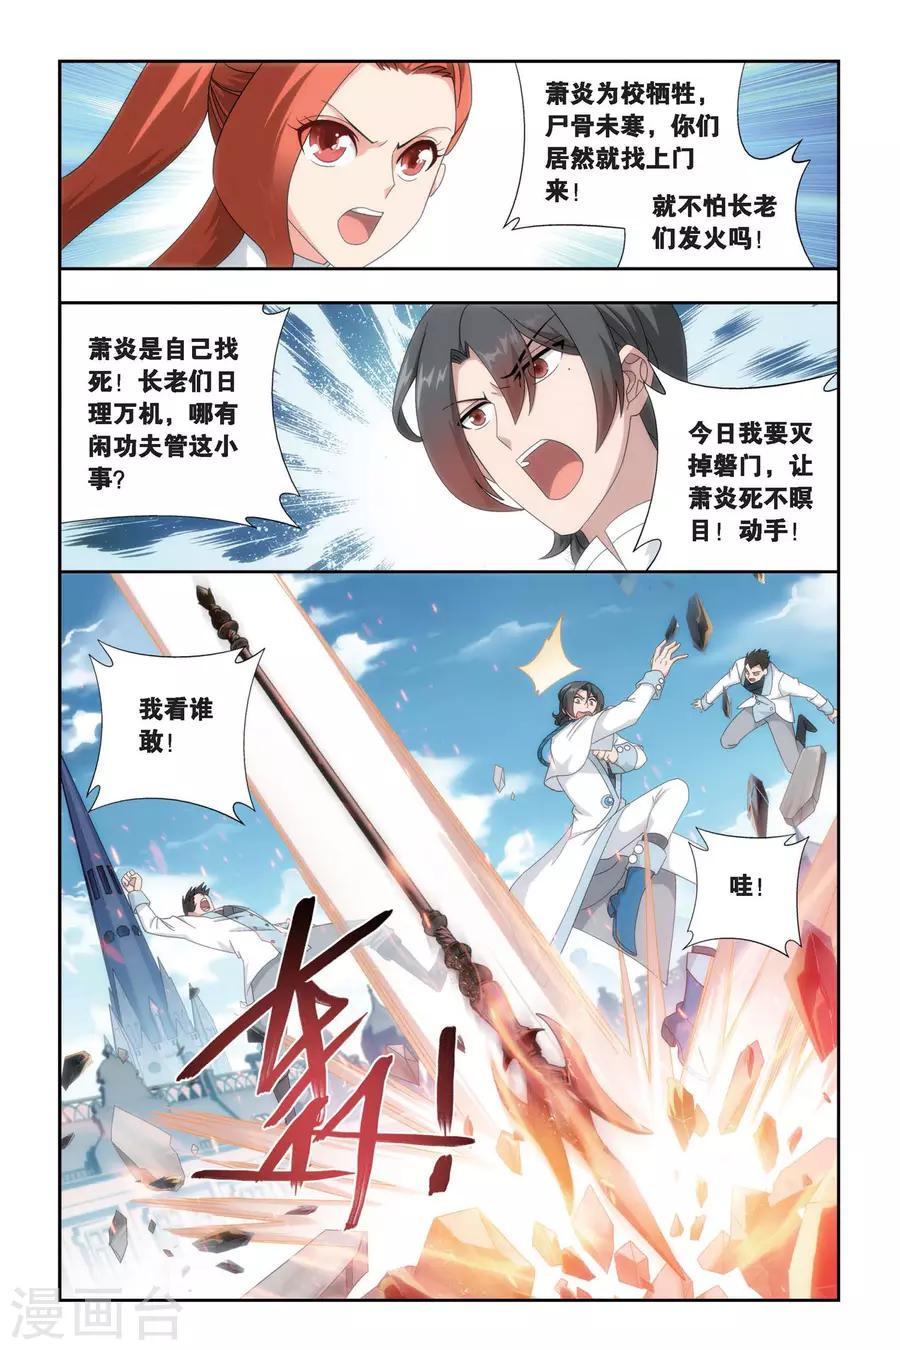 萧炎为校牺牲，
尸骨未寒，你们
居然就找上门
来！
就不怕长老
们发火吗！
萧炎是自己找
死！长老们日
理万机，哪有
闲功夫管这小
事？
今日我要灭
掉磐门，让
萧炎死不瞑
目！动手！
我看谁
敢！
哇！
漫画台